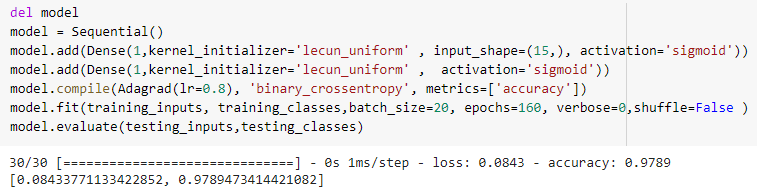 del model
model = Sequential()
model.add(Dense(1,kernel_initializer='lecun_uniform' , input_shape=(15,), activation='sigmoid'))
model.add(Dense(1,kernel_initializer='lecun_uniform' ,  activation='sigmoid'))
model.compile(Adagrad(lr=0.8), 'binary_crossentropy', metrics=['accuracy'])
model.fit(training_inputs, training_classes,batch_size=20, epochs=160, verbose=0,shuffle=False )
model.evaluate(testing_inputs,testing_classes)
30/30 [==============================] - 0s 1ms/step - loss: 0.0843 - accuracy: 0.9789
[0.08433771133422852, 0.9789473414421082]